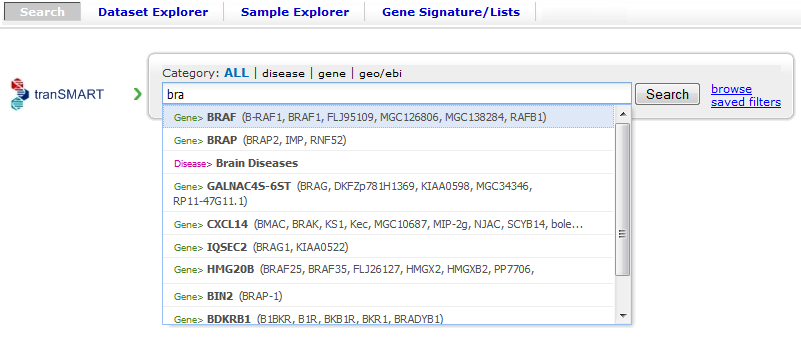 Search Dataset Explorer Sample Explorer Gene Signature/Lists
Category: ALL | disease | gene | geo/ebi
tranSMART
bra
Search
browse
saved filters
Gene> BRAF (B-RAF1, BRAF1, FLJ95109, MGC126806, MGC138284, RAFB1)
Gene> BRAP (BRAP2, IMP, RNF52)
Disease> Brain Diseases
Gene> GALNAC4S-6ST (BRAG, DKFZp781H1369, KIAA0598, MGC34346,
RP11-47G11.1)
Gene> CXCL14 (BMAC, BRAK, KS1, Kec, MGC10687, MIP-2g, NJAC, SCYB14, bole...
Gene> IQSEC2 (BRAG1, KIAA0522)
Gene> HMG20B (BRAF25, BRAF35, FLJ26127, HMGX2, HMGXB2, PP7706,
Gene> BIN2 (BRAP-1)
Gene> BDKRB1 (B1BKR, B1R, BKB1R, BKR1, BRADYB1)